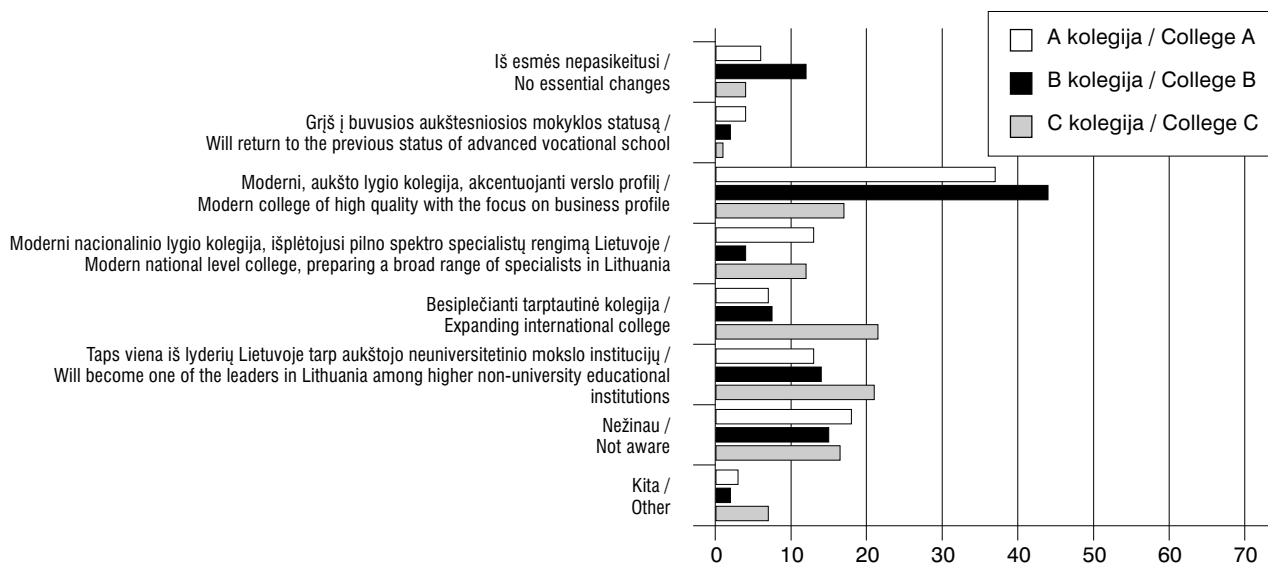 A kolegija / College A
B kolegija / College B
C kolegija / College C
Iš esmės nepasikeitusi /
No essential changes
Grįš į buvusios aukštesniosios mokyklos statusą /
Will return to the previous status of advanced vocational school
Moderni, aukšto lygio kolegija, akcentuojanti verslo profilį /
Modern college of high quality with the focus on business profile
Moderni nacionalinio lygio kolegija, išplėtojusi pilno spektro specialistų rengimą Lietuvoje /
Modern national level college, preparing a broad range of specialists in Lithuania
Besiplečianti tarptautinė kolegija /
Expanding international college
Taps viena iš lyderių Lietuvoje tarp aukštojo neuniversitetinio mokslo institucijų /
Will become one of the leaders in Lithuania among higher non-university educational
institutions
Nežinau /
Not aware
Kita /
Other
0 10 20 30 40 50 60 70